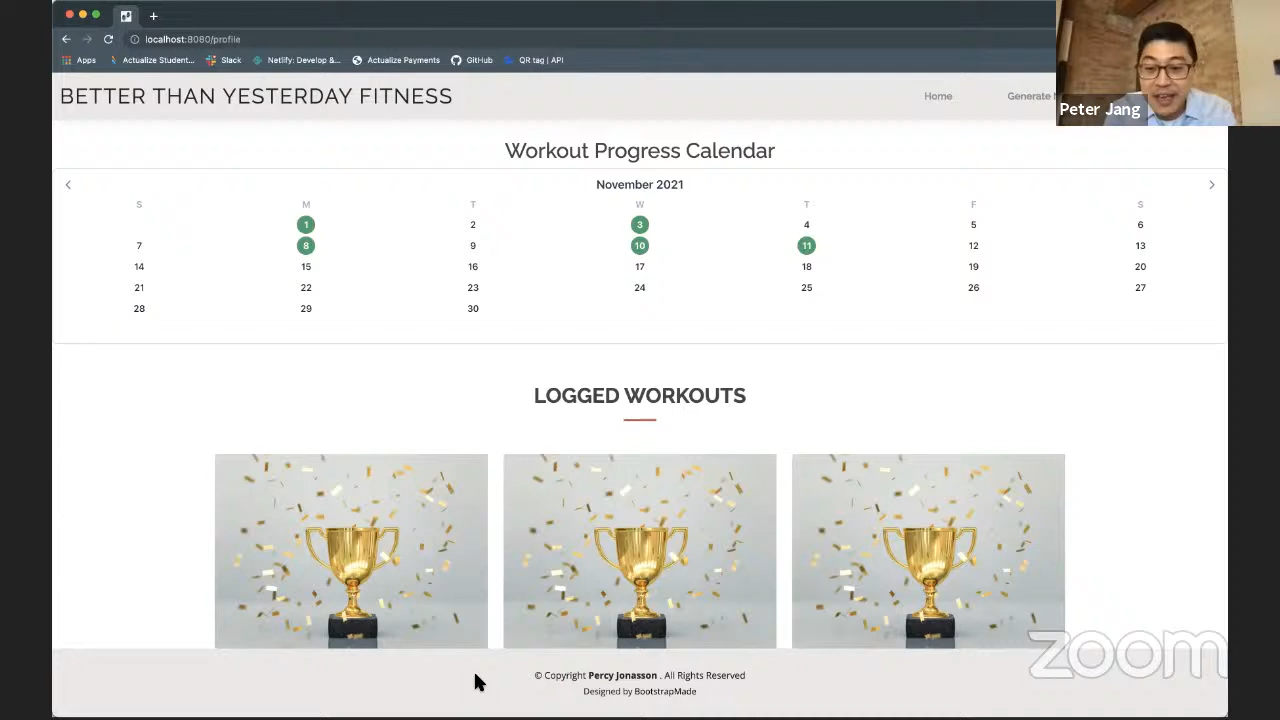 localhost:8080/profile
Apps Actualize Student... Slack Netlify: Develop &... Actualize Payments GitHub QR tag | API
BETTER THAN YESTERDAY FITNESS Home Generate
Peter Jang
Workout Progress Calendar
November 2021
S M T W T F S
1 2 3 4 5 6
7 8 9 10 11 12 13
14 15 16 17 18 19 20
21 22 23 24 25 26 27
28 29 30
LOGGED WORKOUTS
zoom
© Copyright Percy Jonasson . All Rights Reserved
Designed by BootstrapMade